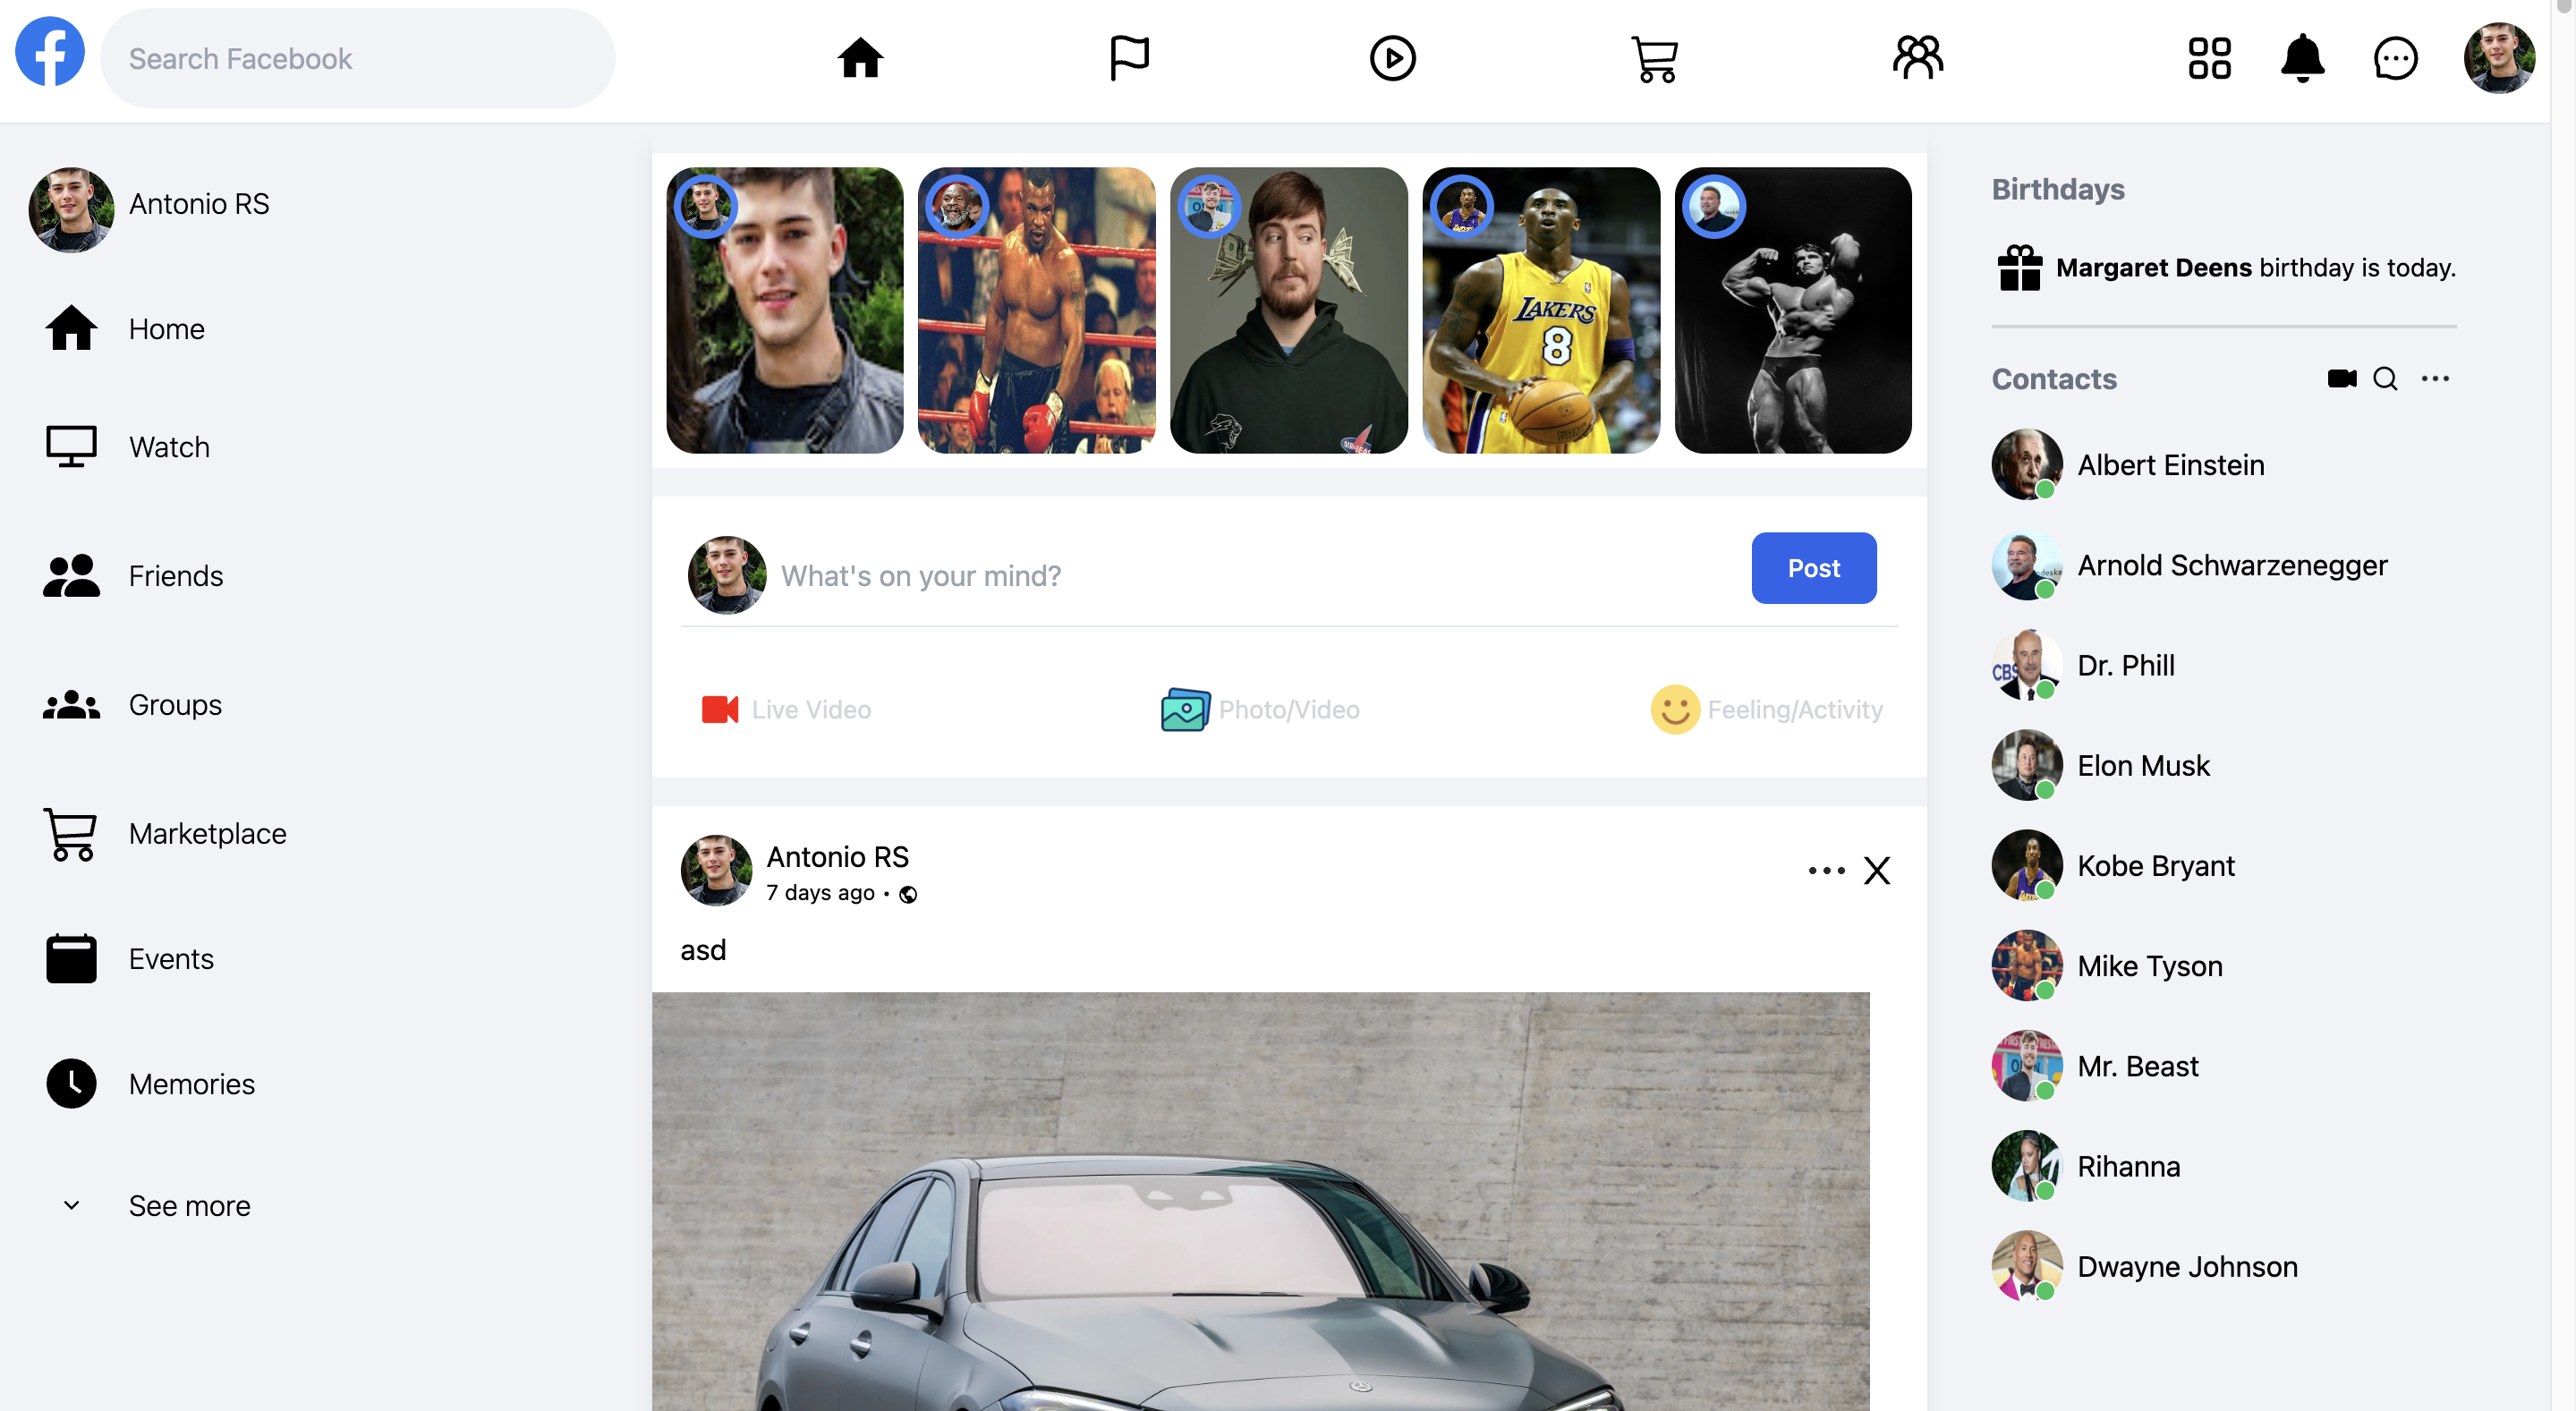 Search Facebook
Antonio RS
Home
Watch
Friends
Groups
Marketplace
Events
Memories
See more
LAKERS
8
What's on your mind?
Post
Live Video
Photo/Video
Feeling/Activity
Antonio RS
7 days ago •
asd
Birthdays
Margaret Deens birthday is today.
Contacts
Albert Einstein
Arnold Schwarzenegger
Dr. Phill
Elon Musk
Kobe Bryant
Mike Tyson
Mr. Beast
Rihanna
Dwayne Johnson